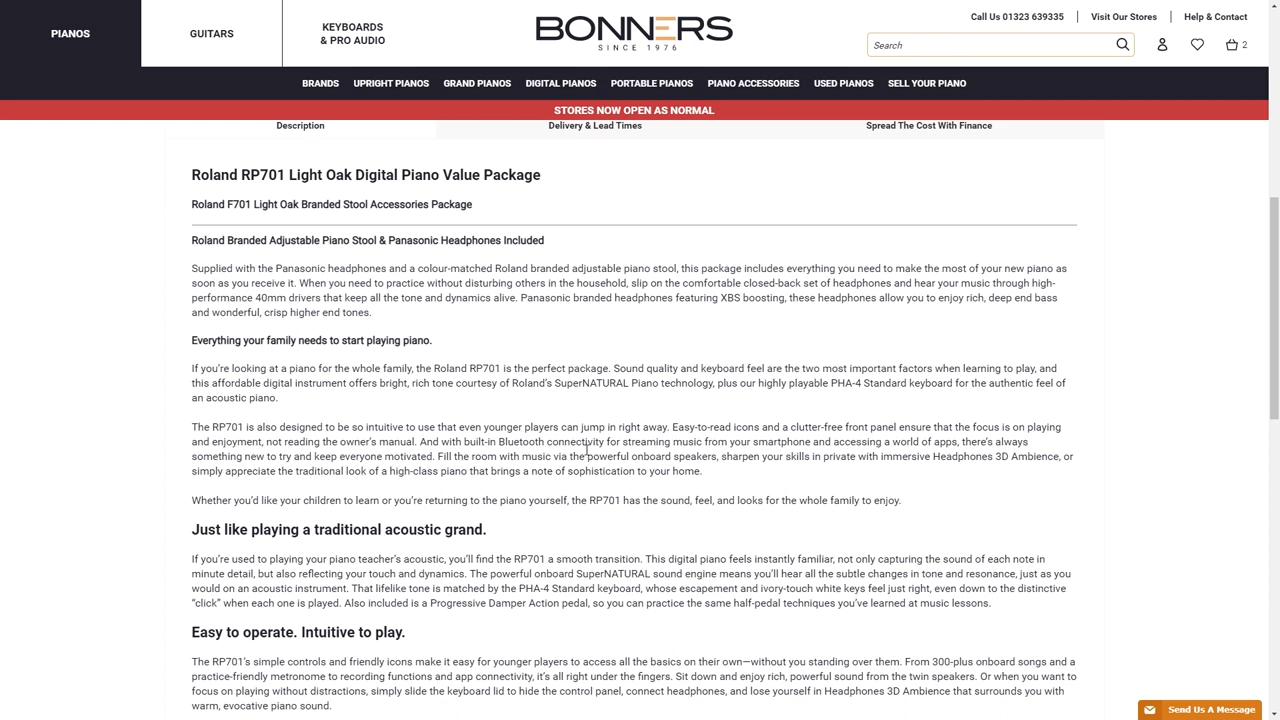 PIANOS
GUITARS
KEYBOARDS
& PRO AUDIO
BONNERS
SINCE 1976
Call Us 01323 639335
Visit Our Stores
Help & Contact
Search
2
BRANDS UPRIGHT PIANOS GRAND PIANOS DIGITAL PIANOS PORTABLE PIANOS PIANO ACCESSORIES USED PIANOS SELL YOUR PIANO
STORES NOW OPEN AS NORMAL
Description Delivery & Lead Times Spread The Cost With Finance
Roland RP701 Light Oak Digital Piano Value Package
Roland F701 Light Oak Branded Stool Accessories Package
Roland Branded Adjustable Piano Stool & Panasonic Headphones Included
Supplied with the Panasonic headphones and a colour-matched Roland branded adjustable piano stool, this package includes everything you need to make the most of your new piano as
soon as you receive it. When you need to practice without disturbing others in the household, slip on the comfortable closed-back set of headphones and hear your music through high-
performance 40mm drivers that keep all the tone and dynamics alive. Panasonic branded headphones featuring XBS boosting, these headphones allow you to enjoy rich, deep end bass
and wonderful, crisp higher end tones.
Everything your family needs to start playing piano.
If you're looking at a piano for the whole family, the Roland RP701 is the perfect package. Sound quality and keyboard feel are the two most important factors when learning to play, and
this affordable digital instrument offers bright, rich tone courtesy of Roland's SuperNATURAL Piano technology, plus our highly playable PHA-4 Standard keyboard for the authentic feel of
an acoustic piano.
The RP701 is also designed to be so intuitive to use that even younger players can jump in right away. Easy-to-read icons and a clutter-free front panel ensure that the focus is on playing
and enjoyment, not reading the owner's manual. And with built-in Bluetooth connectivity for streaming music from your smartphone and accessing a world of apps, there's always
something new to try and keep everyone motivated. Fill the room with music via the powerful onboard speakers, sharpen your skills in private with immersive Headphones 3D Ambience, or
simply appreciate the traditional look of a high-class piano that brings a note of sophistication to your home.
Whether you'd like your children to learn or you're returning to the piano yourself, the RP701 has the sound, feel, and looks for the whole family to enjoy.
Just like playing a traditional acoustic grand.
If you're used to playing your piano teacher's acoustic, you'll find the RP701 a smooth transition. This digital piano feels instantly familiar, not only capturing the sound of each note in
minute detail, but also reflecting your touch and dynamics. The powerful onboard SuperNATURAL sound engine means you'll hear all the subtle changes in tone and resonance, just as you
would on an acoustic instrument. That lifelike tone is matched by the PHA-4 Standard keyboard, whose escapement and ivory-touch white keys feel just right, even down to the distinctive
“click” when each one is played. Also included is a Progressive Damper Action pedal, so you can practice the same half-pedal techniques you've learned at music lessons.
Easy to operate. Intuitive to play.
The RP701's simple controls and friendly icons make it easy for younger players to access all the basics on their own—without you standing over them. From 300-plus onboard songs and a
practice-friendly metronome to recording functions and app connectivity, it's all right under the fingers. Sit down and enjoy rich, powerful sound from the twin speakers. Or when you want to
focus on playing without distractions, simply slide the keyboard lid to hide the control panel, connect headphones, and lose yourself in Headphones 3D Ambience that surrounds you with
warm, evocative piano sound.
Send Us A Message